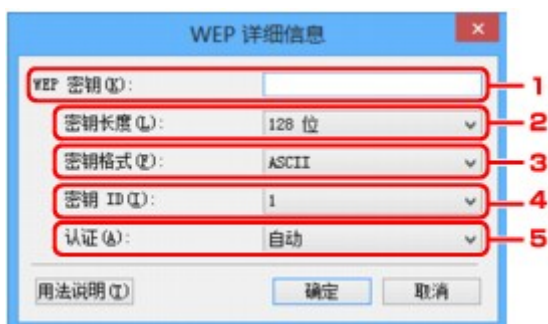 WEP 详细信息
WEP 密钥(K): 1
密钥长度(L): 128 位 2
密钥格式(F): ASCII 3
密钥 ID(I): 1 4
认证(A): 自动 5
用法说明(T) 确定 取消